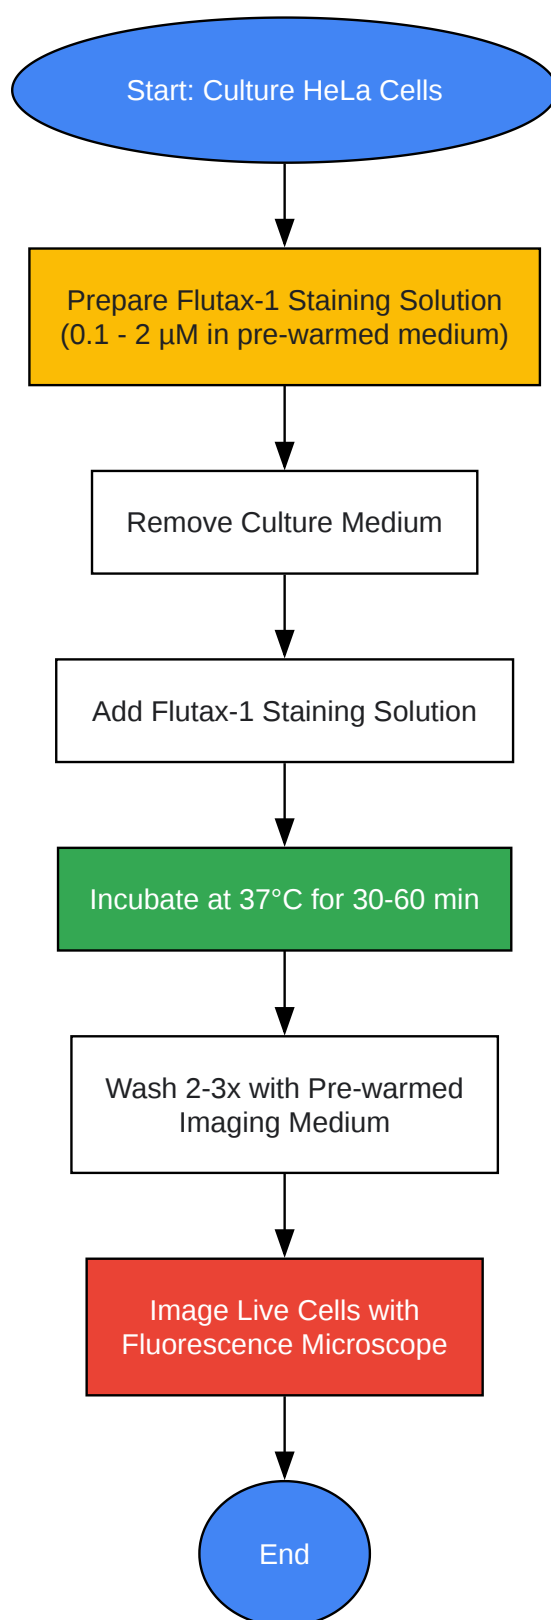 Start: Culture HeLa Cells
Prepare Flutax-1 Staining Solution
(0.1 - 2 µM in pre-warmed medium)
Remove Culture Medium
Add Flutax-1 Staining Solution
Incubate at 37°C for 30-60 min
Wash 2-3x with Pre-warmed
Imaging Medium
Image Live Cells with
Fluorescence Microscope
End